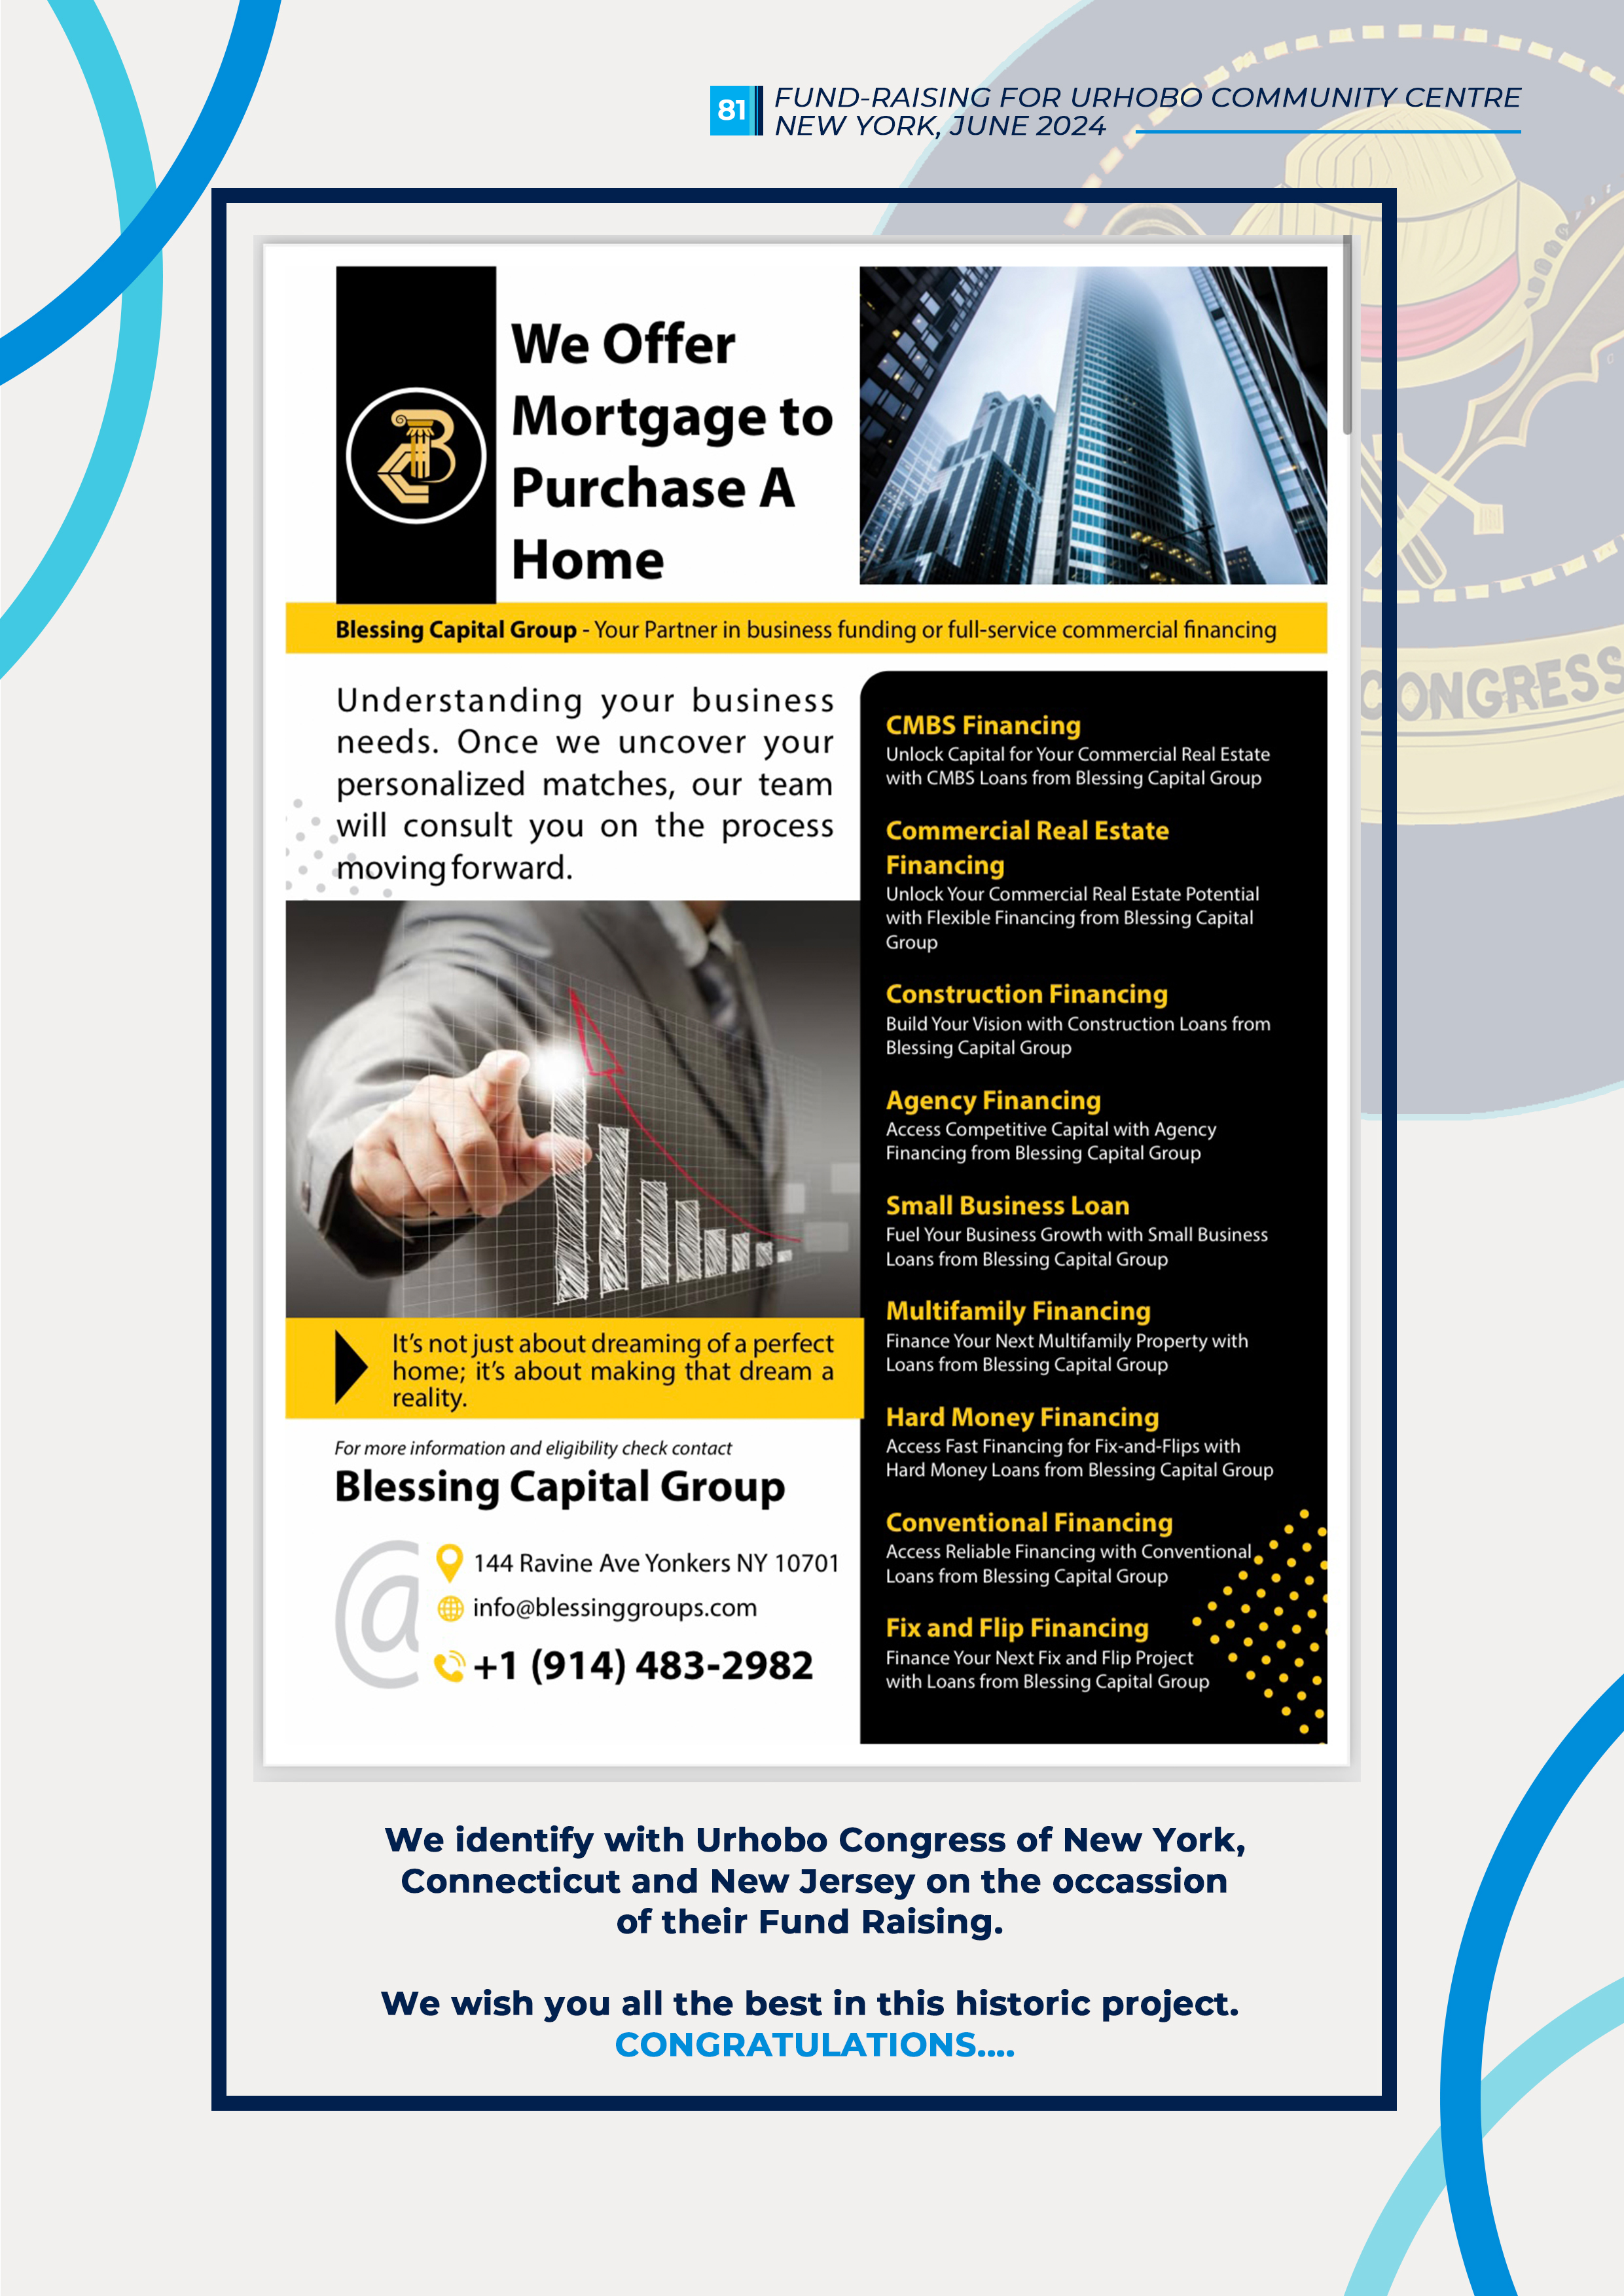 81
FUND-RAISING FOR URHOBO COMMUNITY CENTRE
NEW YORK, JUNE 2024
We Offer
Mortgage to
Purchase A
Home
Blessing Capital Group - Your Partner in business funding or full-service commercial financing
Understanding your business
needs. Once we uncover your
personalized matches, our team
will consult you on the process
moving forward.
It's not just about dreaming of a perfect
home; it's about making that dream a
reality.
For more information and eligibility check contact
Blessing Capital Group
@
144 Ravine Ave Yonkers NY 10701
info@blessinggroups.com
+1 (914) 483-2982
CMBS Financing
Unlock Capital for Your Commercial Real Estate
with CMBS Loans from Blessing Capital Group
Commercial Real Estate
Financing
Unlock Your Commercial Real Estate Potential
with Flexible Financing from Blessing Capital
Group
Construction Financing
Build Your Vision with Construction Loans from
Blessing Capital Group
Agency Financing
Access Competitive Capital with Agency
Financing from Blessing Capital Group
Small Business Loan
Fuel Your Business Growth with Small Business
Loans from Blessing Capital Group
Multifamily Financing
Finance Your Next Multifamily Property with
Loans from Blessing Capital Group
Hard Money Financing
Access Fast Financing for Fix-and-Flips with
Hard Money Loans from Blessing Capital Group
Conventional Financing
Access Reliable Financing with Conventional
Loans from Blessing Capital Group
Fix and Flip Financing
Finance Your Next Fix and Flip Project
with Loans from Blessing Capital Group
CONGRESS
We identify with Urhobo Congress of New York,
Connecticut and New Jersey on the occassion
of their Fund Raising.
We wish you all the best in this historic project.
CONGRATULATIONS....